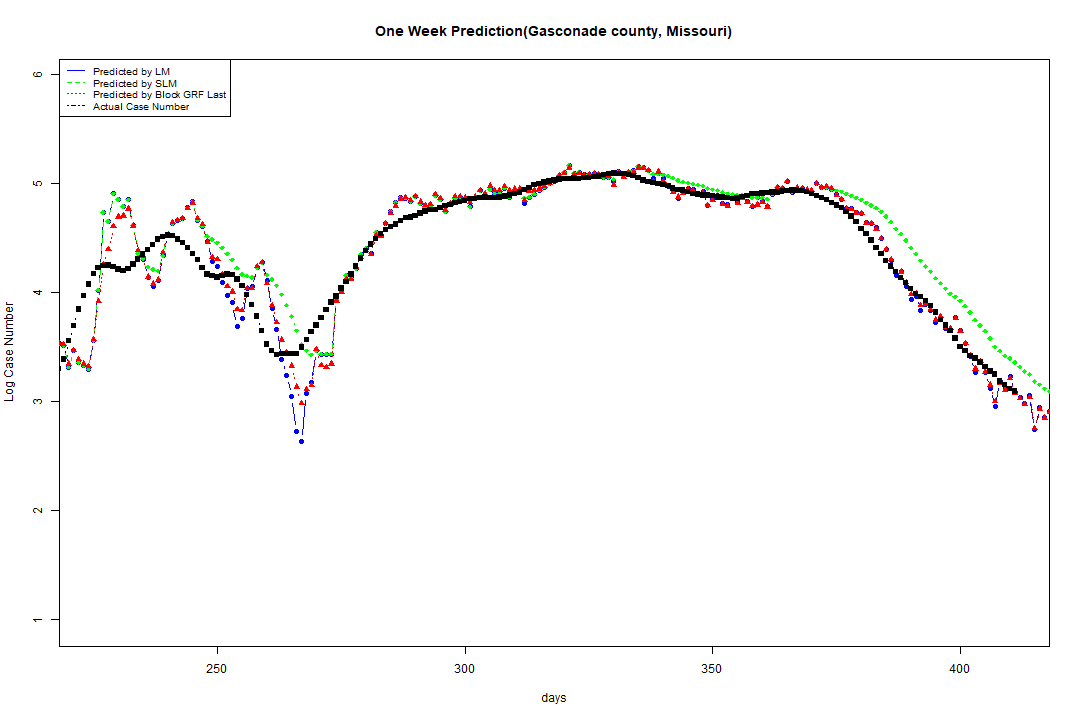 One Week Prediction(Gasconade county, Missouri)
Predicted by LM
Predicted by SLM
Predicted by Block GRF Last
Actual Case Number
6
5
4
3
2
1
Log Case Number
250
300
350
400
days